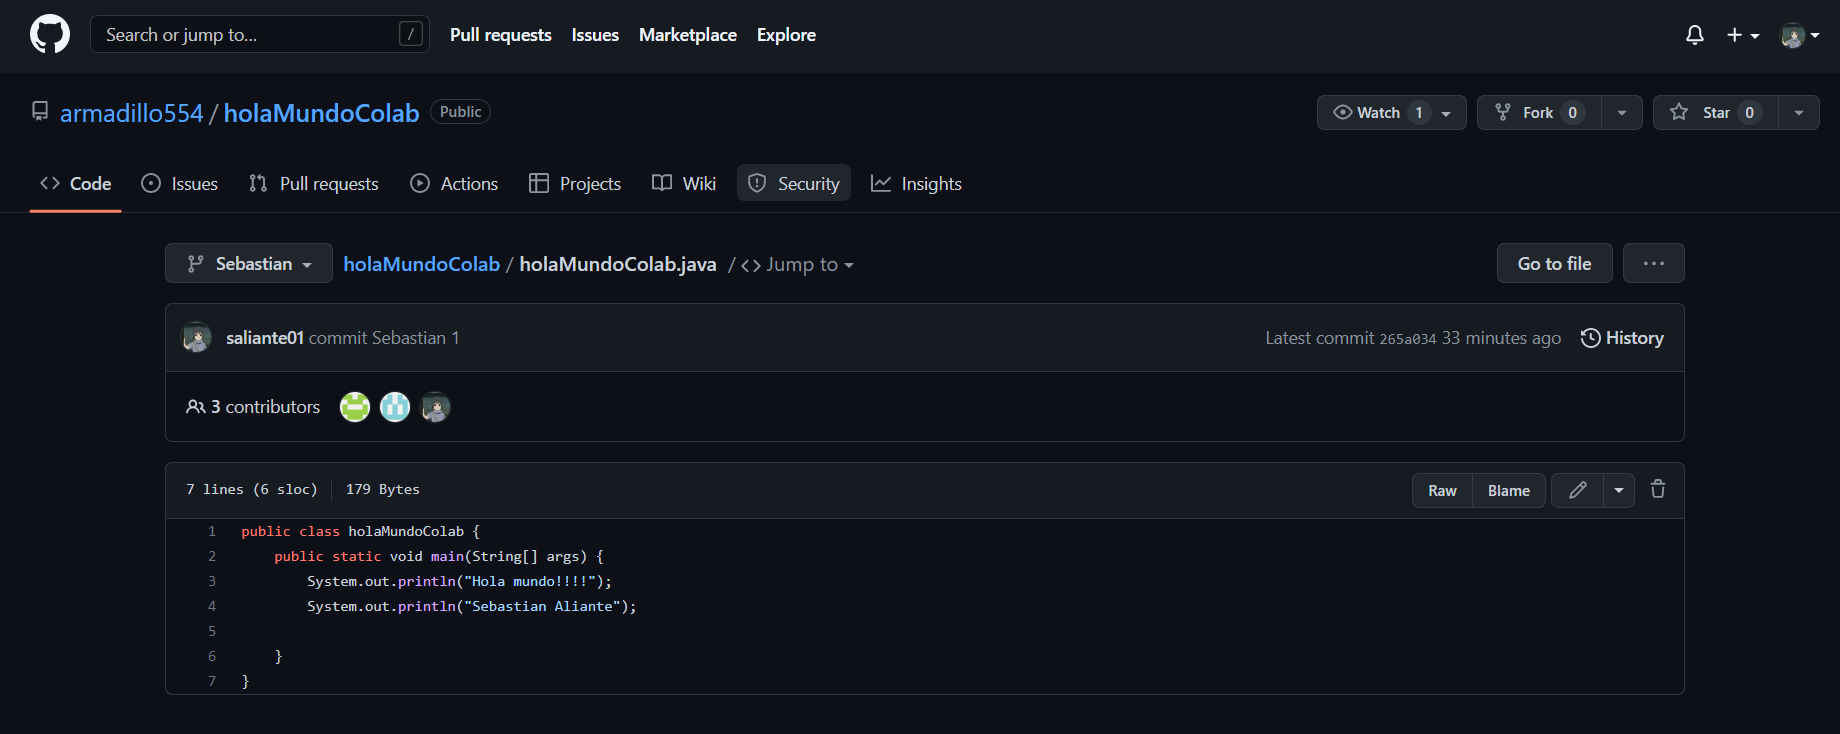 Search or jump to... /
Pull requests Issues Marketplace Explore
armadillo554 / holaMundoColab Public
Watch 1 Fork 0 Star 0
Code Issues Pull requests Actions Projects Wiki Security Insights
Sebastian holaMundoColab / holaMundoColab.java / <> Jump to
Go to file ...
saliante01 commit Sebastian 1
Latest commit 265a034 33 minutes ago History
3 contributors
7 lines (6 sloc) 179 Bytes
Raw Blame
1 public class holaMundoColab {
2     public static void main(String[] args) {
3         System.out.println("Hola mundo!!!!");
4         System.out.println("Sebastian Aliante");
5
6     }
7 }